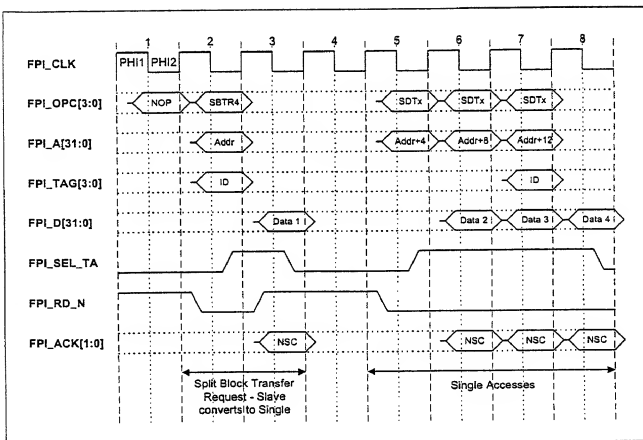 1 2 3 4 5 6 7 8
FPI_CLK PHI1 PHI2
FPI_OPC[3:0] NOP SBTR4 SDTx SDTx SDTx
FPI_A[31:0] Addr Addr+4 Addr+8 Addr+12
FPI_TAG[3:0] ID ID
FPI_D[31:0] Data 1 Data 2 Data 3 Data 4
FPI_SEL_TA
FPI_RD_N
FPI_ACK[1:0] NSC NSC NSC NSC
Split Block Transfer
Request - Slave
converts to Single
Single Accesses